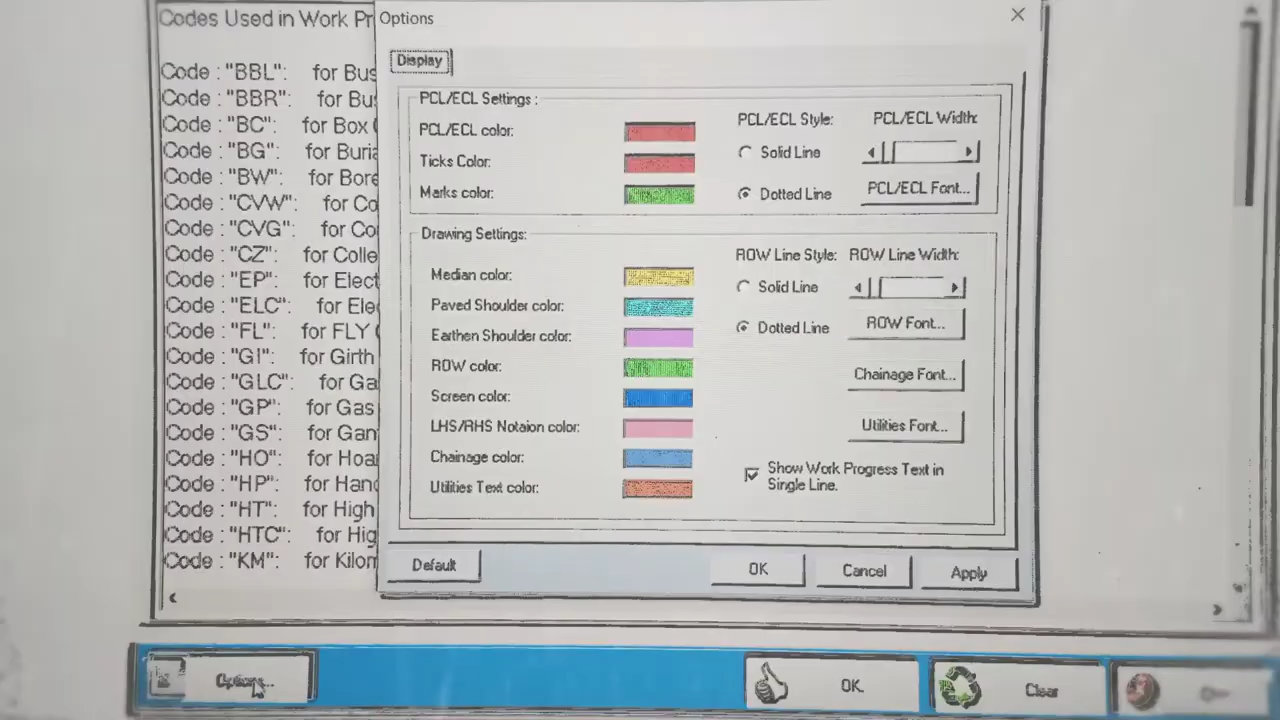 Codes Used in Work Pr
Code : "BBL": for Bus
Code : "BBR": for Bus
Code : "BC": for Box
Code : "BG": for Buria
Code : "BW": for Bore
Code : "CVW": for Co
Code : "CVG": for Co
Code : "CZ": for Colle
Code : "EP": for Elect
Code : "ELC": for Ele
Code : "FL": for FLY
Code : "GI": for Girth
Code : "GLC": for Ga
Code : "GP": for Gas
Code : "GS": for Gan
Code : "HO": for Hoa
Code : "HP": for Hand
Code : "HT": for High
Code : "HTC": for Hig
Code : "KM": for Kilom
Options
Display
PCL/ECL Settings :
PCL/ECL color:
Ticks Color:
Marks color:
PCL/ECL Style:
Solid Line
Dotted Line
PCL/ECL Width:
PCL/ECL Font...
Drawing Settings:
Median color:
Paved Shoulder color:
Earthen Shoulder color:
ROW color:
Screen color:
LHS/RHS Notaion color:
Chainage color:
Utilities Text color:
ROW Line Style:
Solid Line
Dotted Line
ROW Line Width:
ROW Font...
Chainage Font...
Utilities Font...
Show Work Progress Text in
Single Line.
Default
OK
Cancel
Apply
Options...
OK
Clear